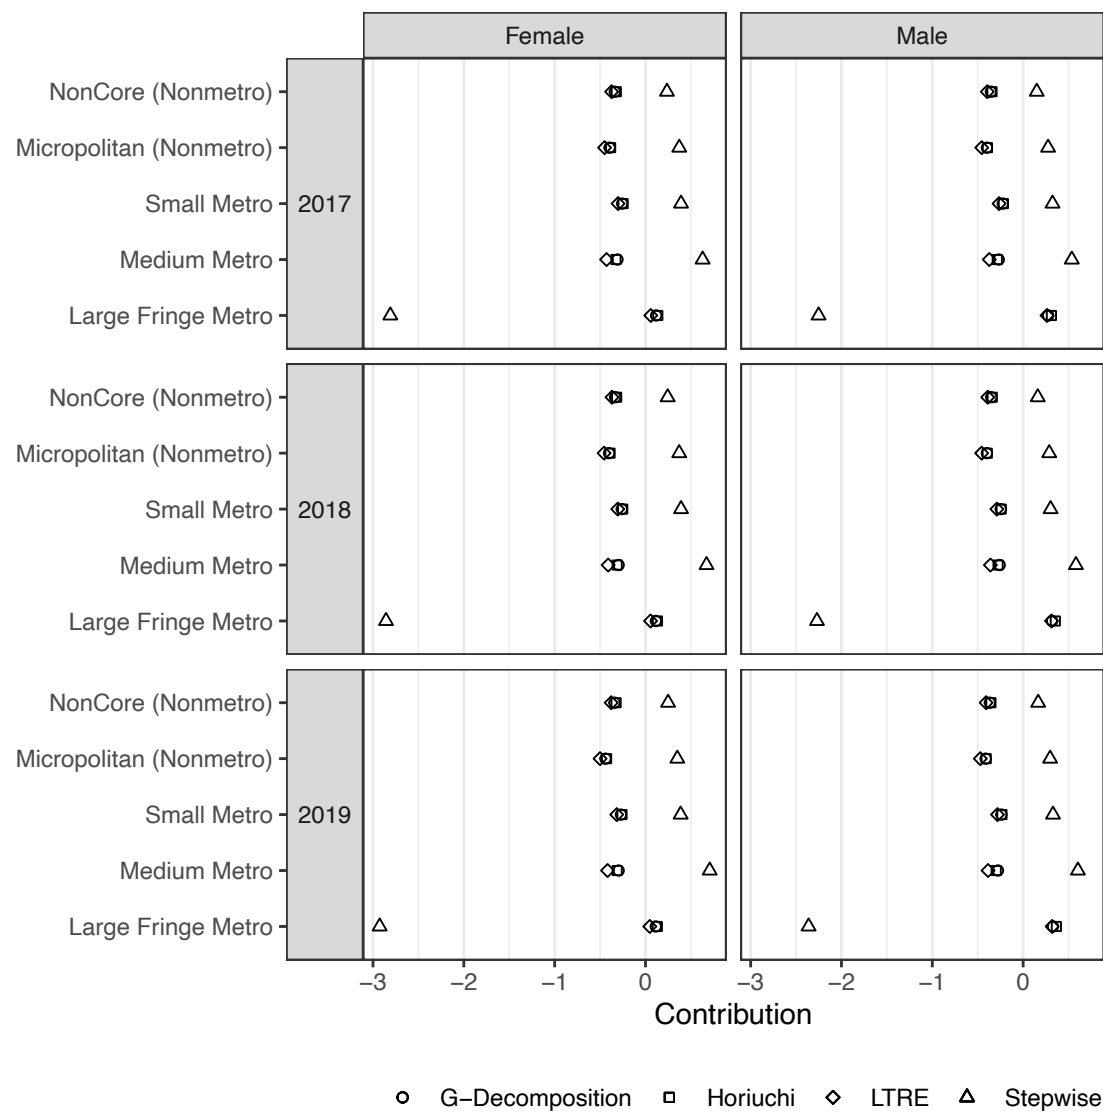 Female Male
NonCore (Nonmetro)
Micropolitan (Nonmetro)
Small Metro 2017
Medium Metro
Large Fringe Metro
NonCore (Nonmetro)
Micropolitan (Nonmetro)
Small Metro 2018
Medium Metro
Large Fringe Metro
NonCore (Nonmetro)
Micropolitan (Nonmetro)
Small Metro 2019
Medium Metro
Large Fringe Metro
−3 −2 −1 0 −3 −2 −1 0
Contribution
G−Decomposition Horiuchi LTRE Stepwise